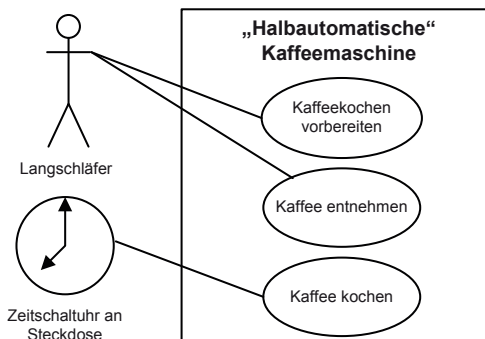 „Halbautomatische“
Kaffeemaschine
Kaffeekochen
vorbereiten
Langschläfer
Kaffee entnehmen
Kaffee kochen
Zeitschaltuhr an
Steckdose